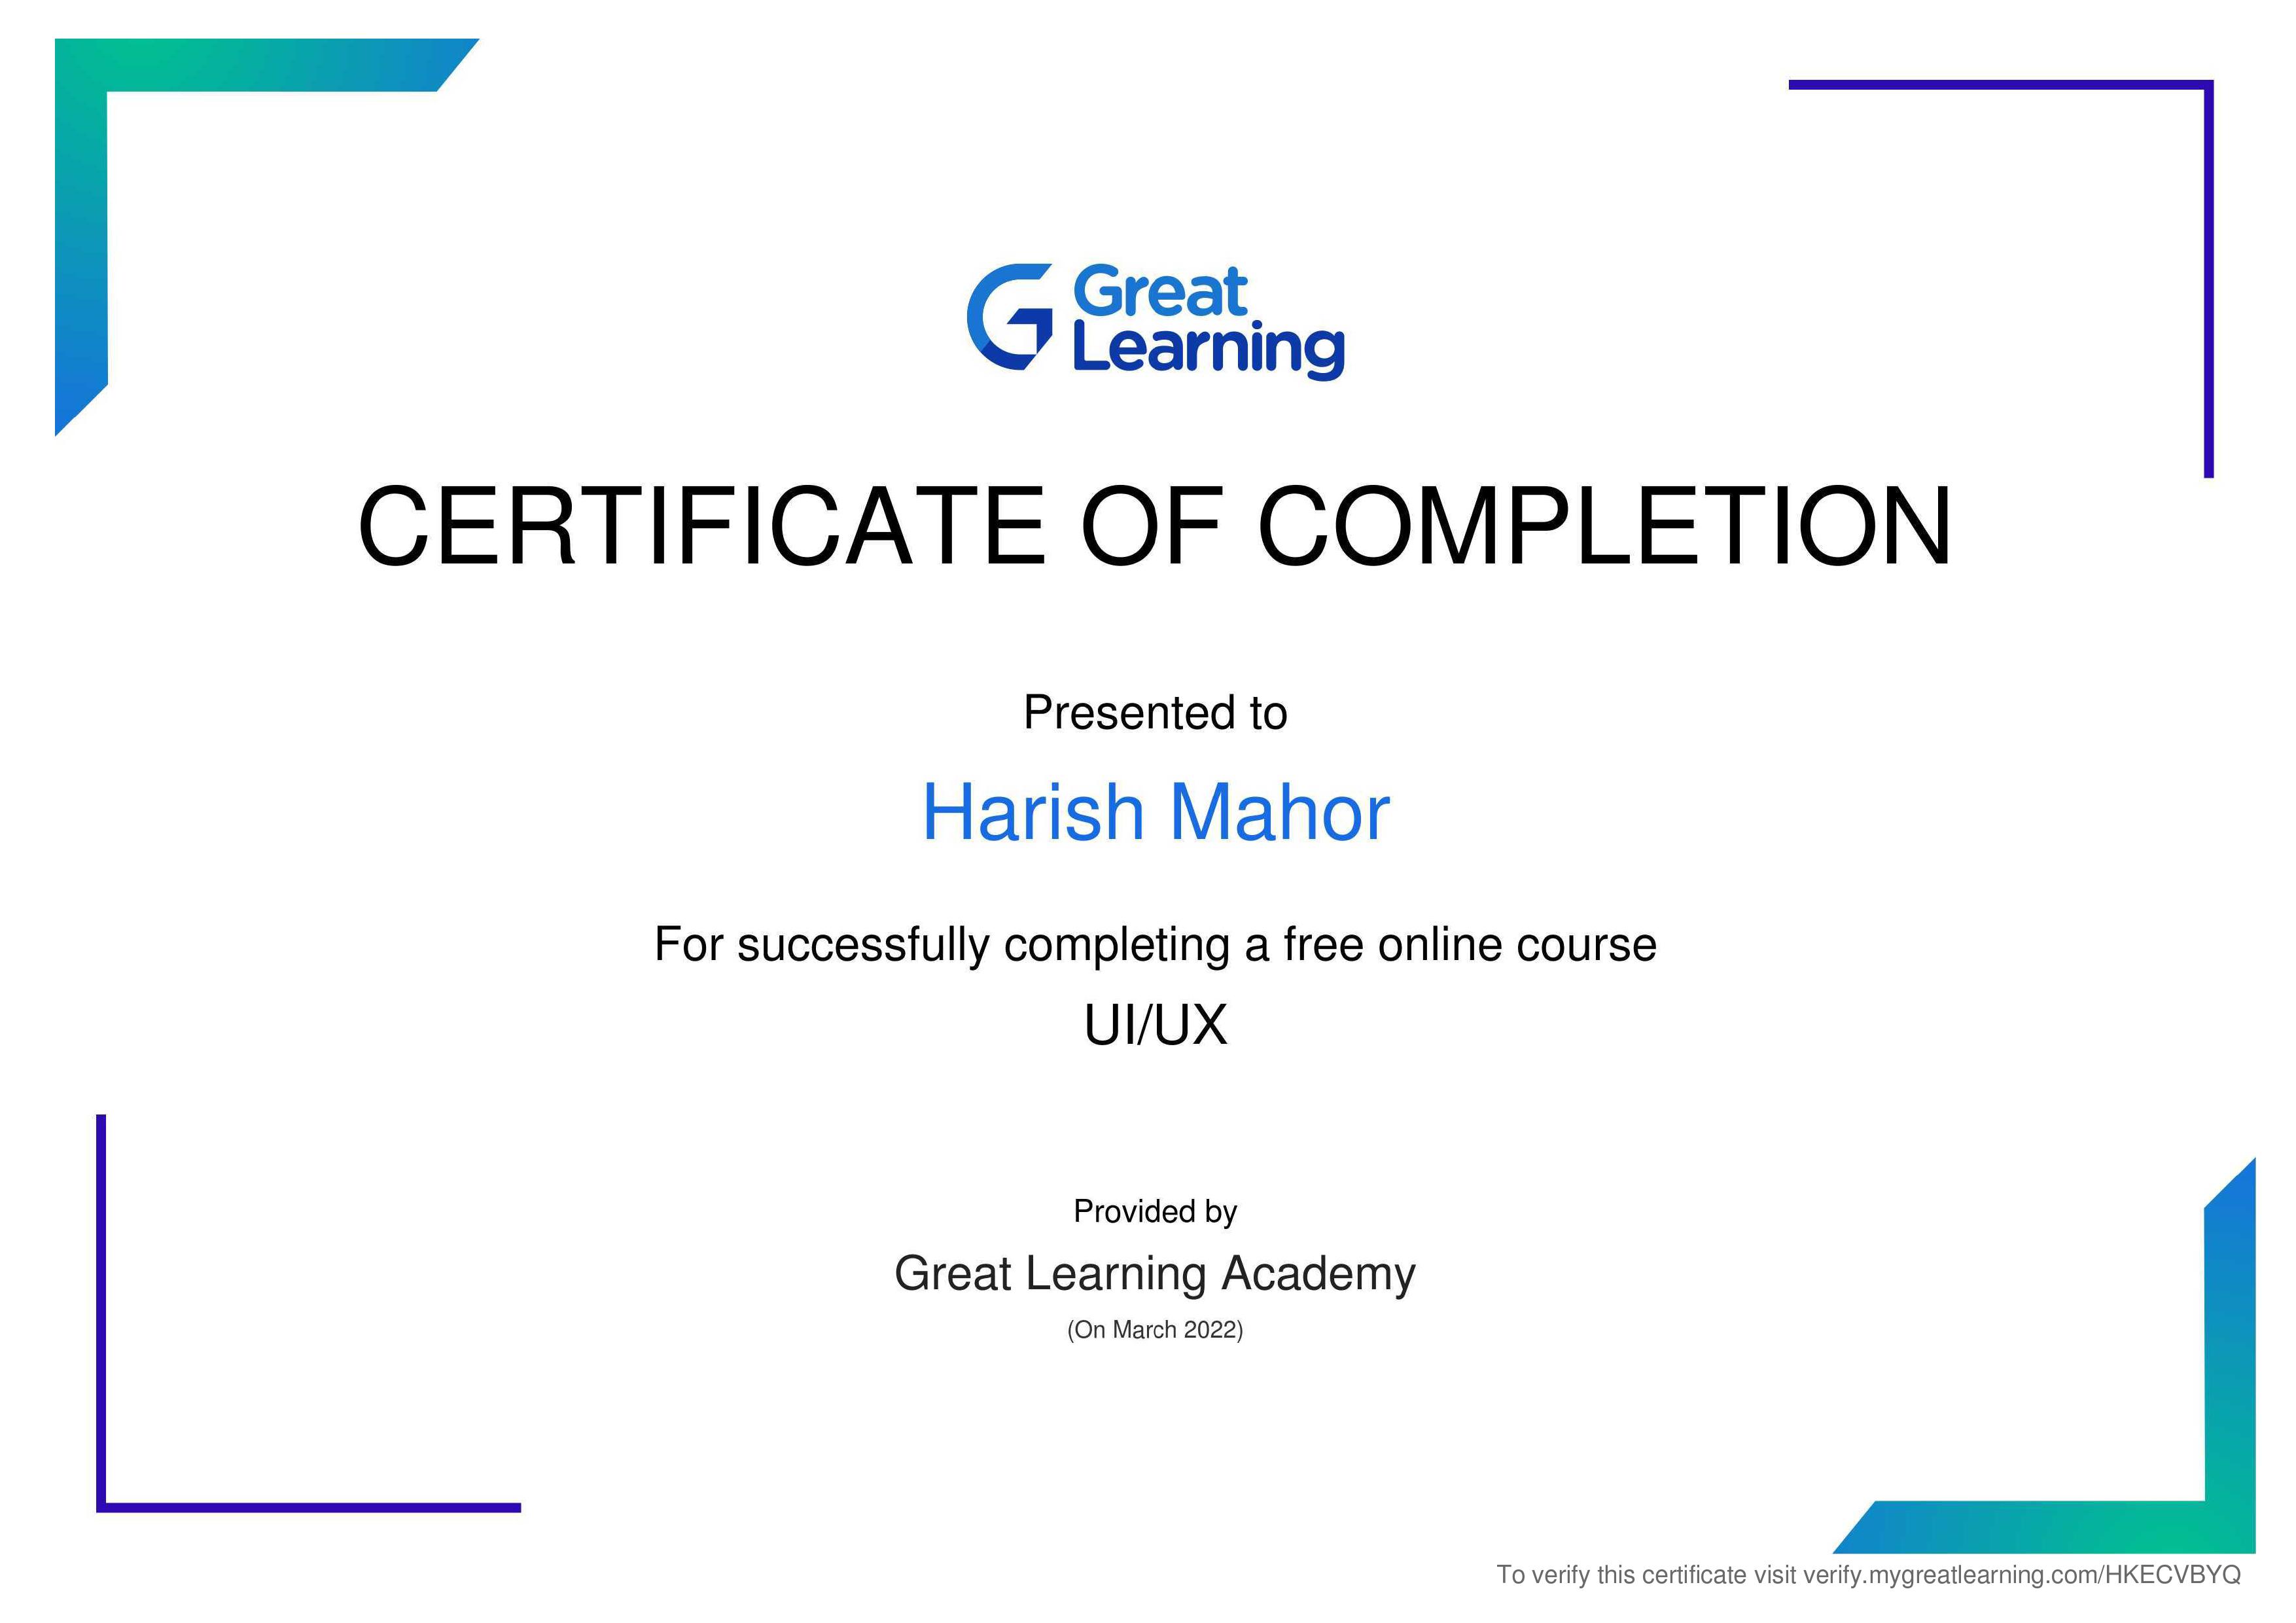 Great
Learning
CERTIFICATE OF COMPLETION
Presented to
Harish Mahor
For successfully completing a free online course
UI/UX
Provided by
Great Learning Academy
(On March 2022)
To verify this certificate visit verify.mygreatlearning.com/HKECVBYQ